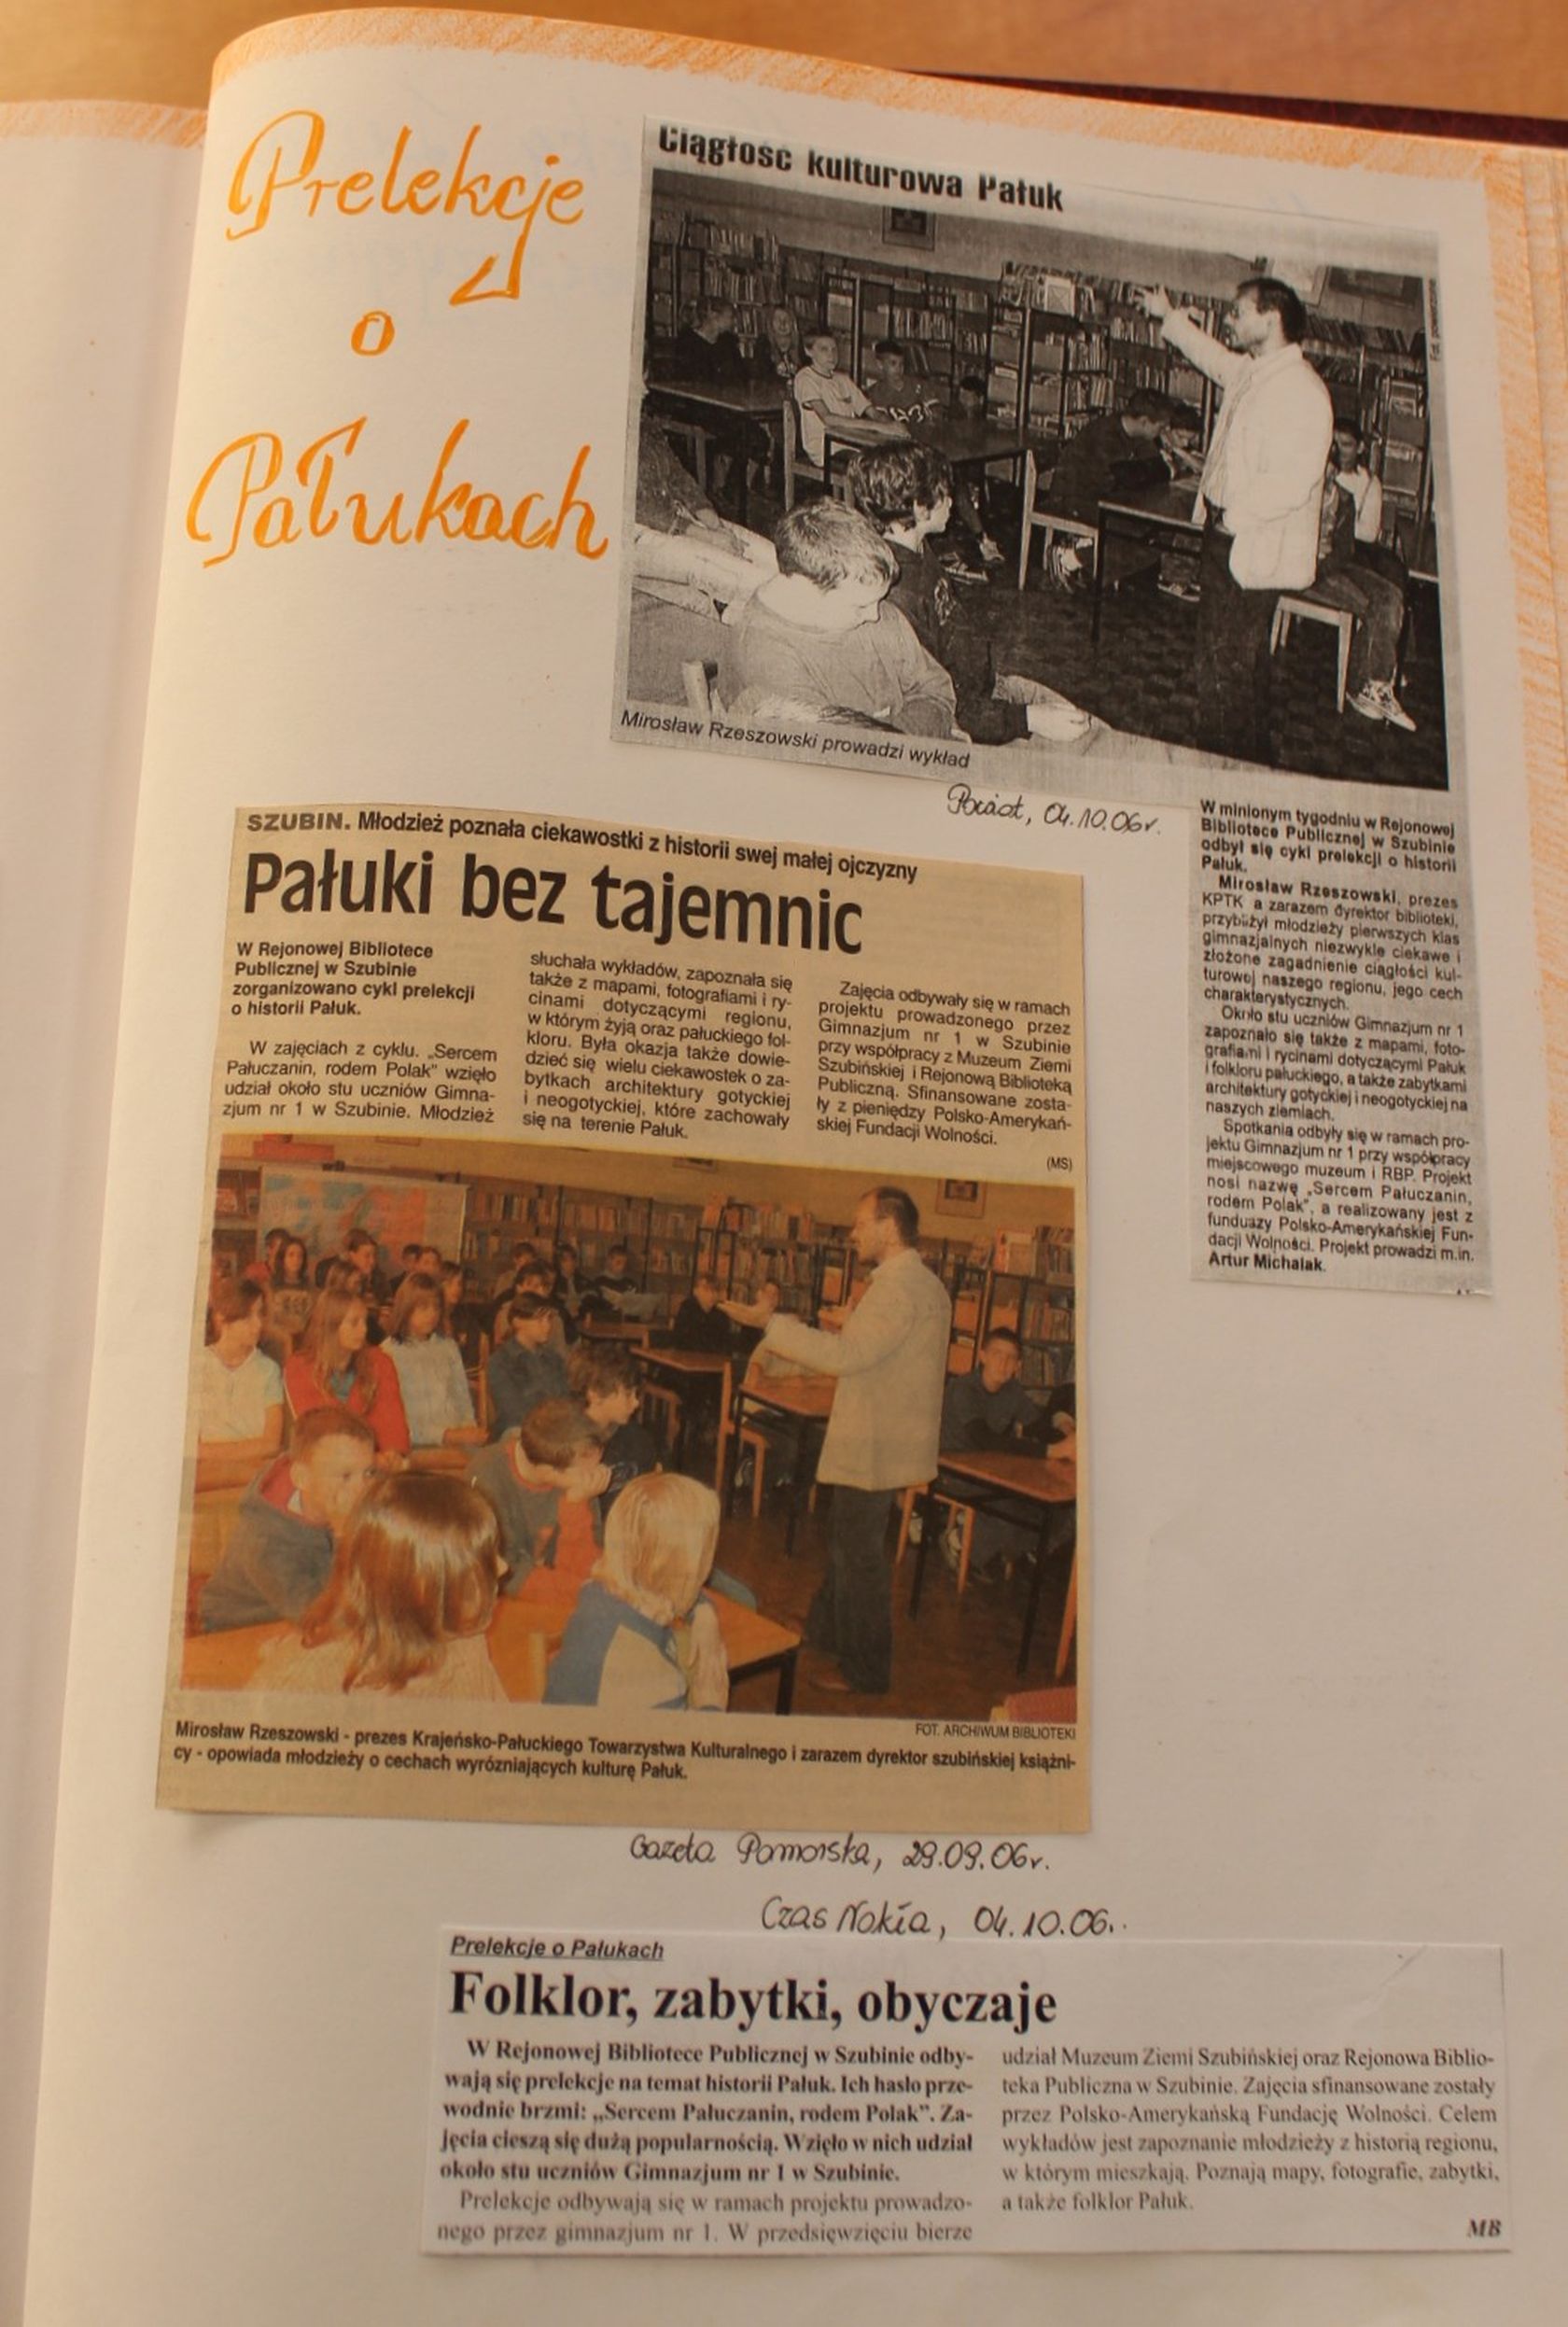 Prelekcje
o
Pałukach
Ciągłość kulturowa Pałuk
Fot. powierzone
Mirosław Rzeszowski prowadzi wykład
Powiat, 04.10.06r.
W minionym tygodniu w Rejonowej
Bibliotece Publicznej w Szubinie
odbył się cykl prelekcji o historii
Pałuk.
Mirosław Rzeszowski, prezes
KPTK a zarazem dyrektor biblioteki,
przybliżył młodzieży pierwszych klas
gimnazjalnych niezwykle ciekawe i
złożone zagadnienie ciągłości kul-
turowej naszego regionu, jego cech
charakterystycznych.
Około stu uczniów Gimnazjum nr 1
zapoznało się także z mapami, foto-
grafiami i rycinami dotyczącymi Pałuk
i folkloru pałuckiego, a także zabytkami
architektury gotyckiej i neogotyckiej na
naszych ziemiach.
Spotkania odbyły się w ramach pro-
jektu Gimnazjum nr 1 przy współpracy
miejscowego muzeum i RBP. Projekt
nosi nazwę „Sercem Pałuczanin,
rodem Polak", a realizowany jest z
funduszy Polsko-Amerykańskiej Fun-
dacji Wolności. Projekt prowadzi m.in.
Artur Michalak.
SZUBIN. Młodzież poznała ciekawostki z historii swej małej ojczyzny
Pałuki bez tajemnic
W Rejonowej Bibliotece
Publicznej w Szubinie
zorganizowano cykl prelekcji
o historii Pałuk.
W zajęciach z cyklu. „Sercem
Pałuczanin, rodem Polak" wzięło
udział około stu uczniów Gimna-
zjum nr 1 w Szubinie. Młodzież
słuchała wykładów, zapoznała się
także z mapami, fotografiami i ry-
cinami dotyczącymi regionu,
w którym żyją oraz pałuckiego fol-
kloru. Była okazja także dowie-
dzieć się wielu ciekawostek o za-
bytkach architektury gotyckiej
i neogotyckiej, które zachowały
się na terenie Pałuk.
Zajęcia odbywały się w ramach
projektu prowadzonego przez
Gimnazjum nr 1 w Szubinie
przy współpracy z Muzeum Ziemi
Szubińskiej i Rejonową Biblioteką
Publiczną. Sfinansowane zosta-
ły z pieniędzy Polsko-Amerykań-
skiej Fundacji Wolności.
(MS)
FOT. ARCHIWUM BIBLIOTEKI
Mirosław Rzeszowski - prezes Krajeńsko-Pałuckiego Towarzystwa Kulturalnego i zarazem dyrektor szubińskiej książni-
cy - opowiada młodzieży o cechach wyrózniających kulturę Pałuk.
Gazeta Pomorska, 29.09.06r.
Czas Nakła, 04.10.06.
Prelekcje o Pałukach
Folklor, zabytki, obyczaje
W Rejonowej Bibliotece Publicznej w Szubinie odby-
wają się prelekcje na temat historii Pałuk. Ich hasło prze-
wodnie brzmi: „Sercem Pałuczanin, rodem Polak". Za-
jęcia cieszą się dużą popularnością. Wzięło w nich udział
około stu uczniów Gimnazjum nr 1 w Szubinie.
Prelekcje odbywają się w ramach projektu prowadzo-
nego przez gimnazjum nr 1. W przedsięwzięciu bierze
udział Muzeum Ziemi Szubińskiej oraz Rejonowa Biblio-
teka Publiczna w Szubinie. Zajęcia sfinansowane zostały
przez Polsko-Amerykańską Fundację Wolności. Celem
wykładów jest zapoznanie młodzieży z historią regionu,
w którym mieszkają. Poznają mapy, fotografie, zabytki,
a także folklor Pałuk.
MB